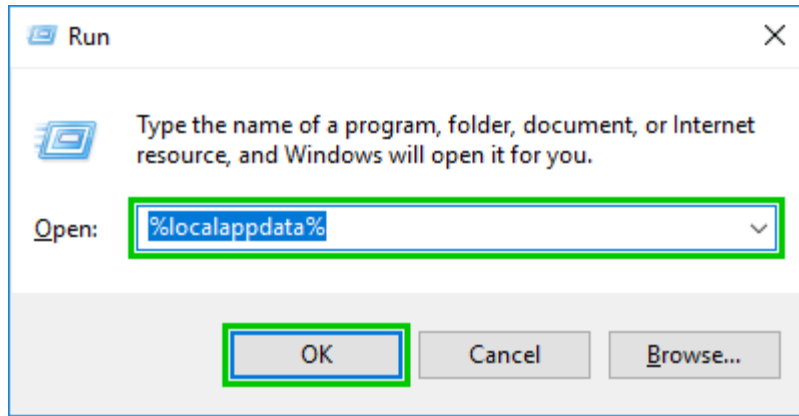 Run
Type the name of a program, folder, document, or Internet
resource, and Windows will open it for you.
Open: %localappdata%
OK Cancel Browse...